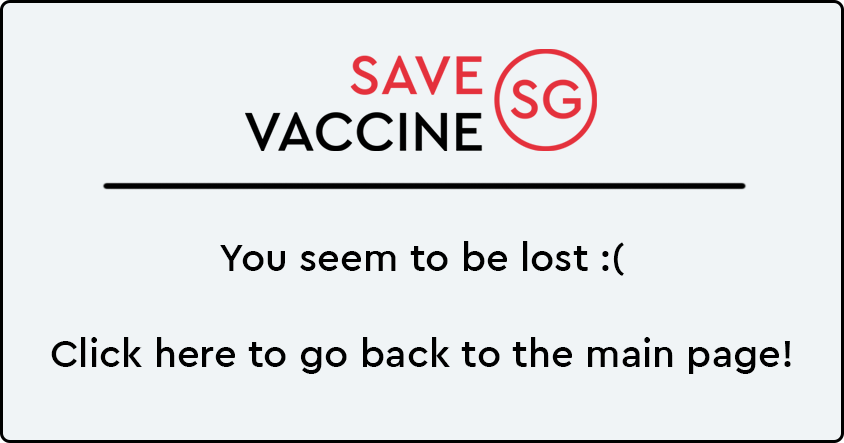 SAVE
VACCINE
SG
You seem to be lost :(
Click here to go back to the main page!